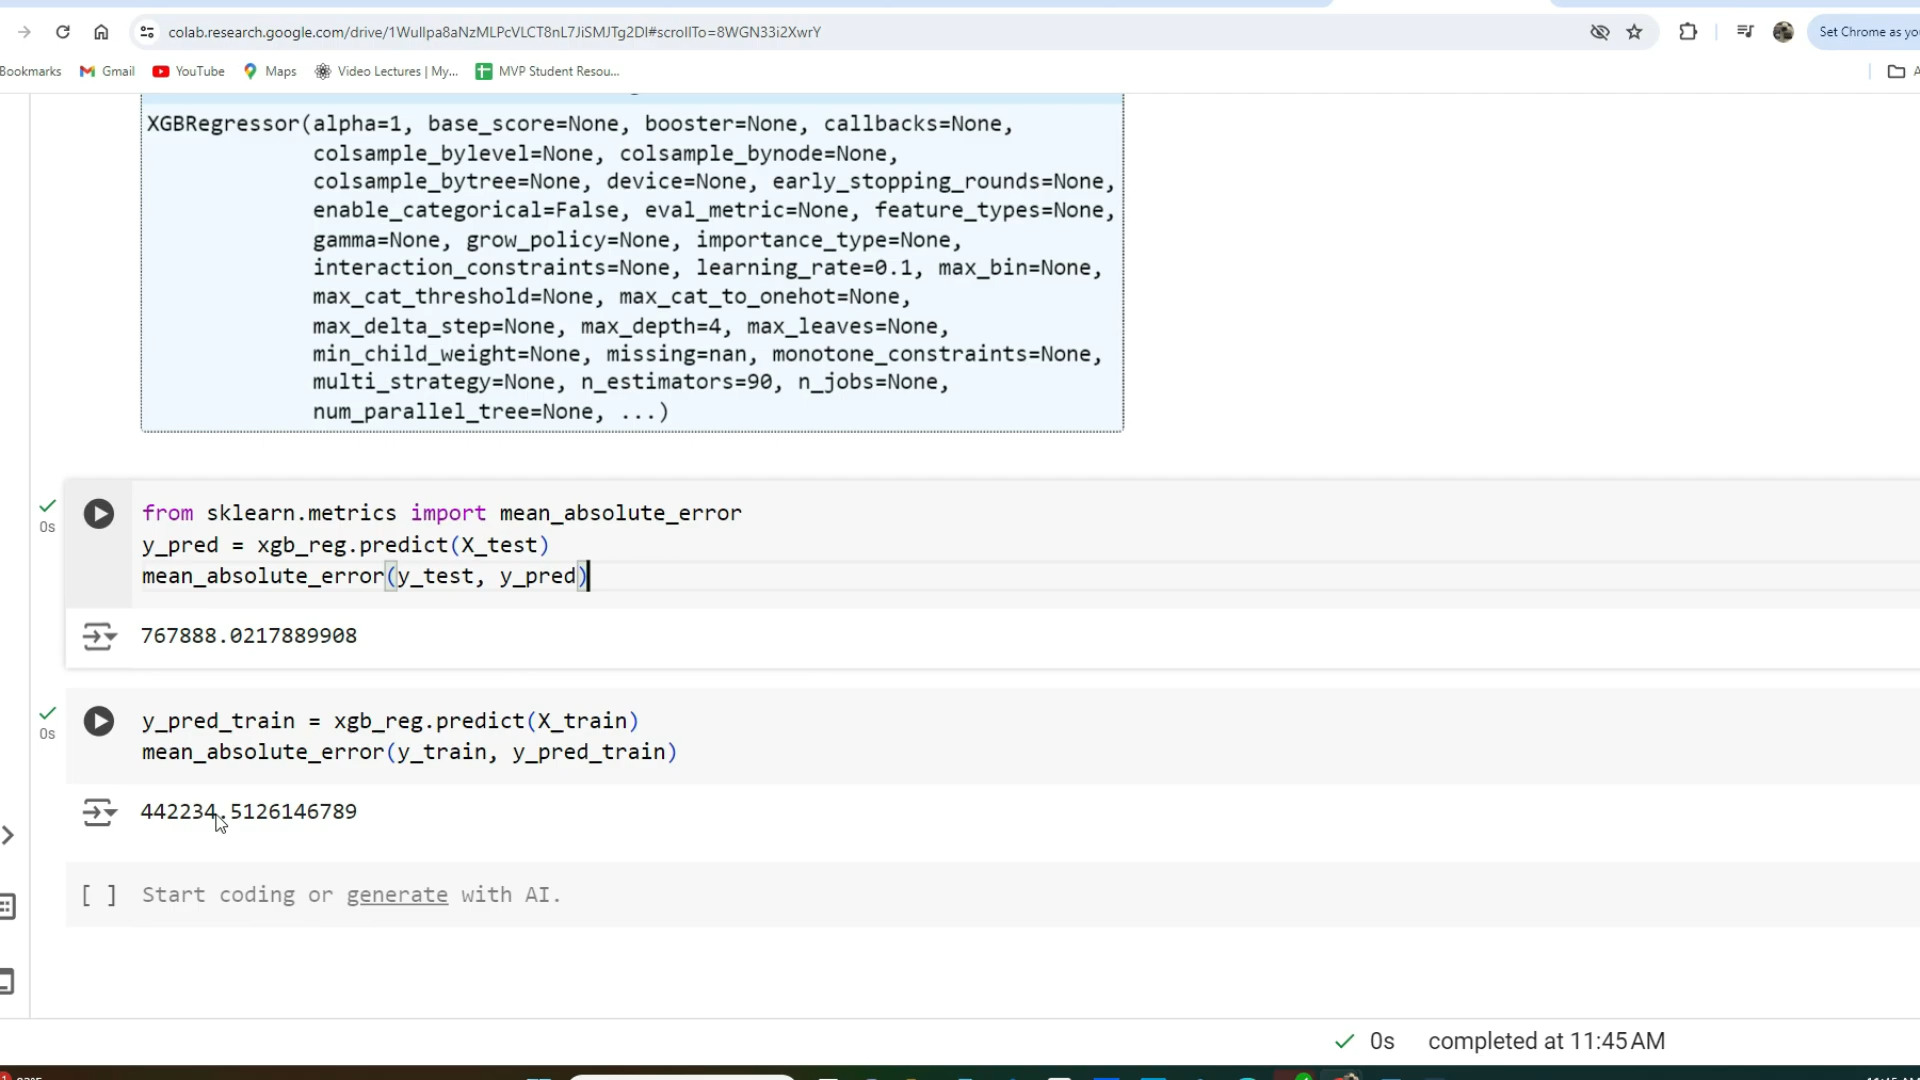 colab.research.google.com/drive/1WuIlpa8aNzMLPcVLCT8nL7JiSMJTg2DI#scrollTo=8WGN33i2XwrY
Set Chrome as
Bookmarks Gmail YouTube Maps Video Lectures | My... MVP Student Resou...
XGBRegressor(alpha=1, base_score=None, booster=None, callbacks=None,
colsample_bylevel=None, colsample_bynode=None,
colsample_bytree=None, device=None, early_stopping_rounds=None,
enable_categorical=False, eval_metric=None, feature_types=None,
gamma=None, grow_policy=None, importance_type=None,
interaction_constraints=None, learning_rate=0.1, max_bin=None,
max_cat_threshold=None, max_cat_to_onehot=None,
max_delta_step=None, max_depth=4, max_leaves=None,
min_child_weight=None, missing=nan, monotone_constraints=None,
multi_strategy=None, n_estimators=90, n_jobs=None,
num_parallel_tree=None, ...)
from sklearn.metrics import mean_absolute_error
0s
y_pred = xgb_reg.predict(X_test)
mean_absolute_error(y_test, y_pred)
767888.0217889908
y_pred_train = xgb_reg.predict(X_train)
0s
mean_absolute_error(y_train, y_pred_train)
442234.5126146789
[ ] Start coding or generate with AI.
0s completed at 11:45 AM